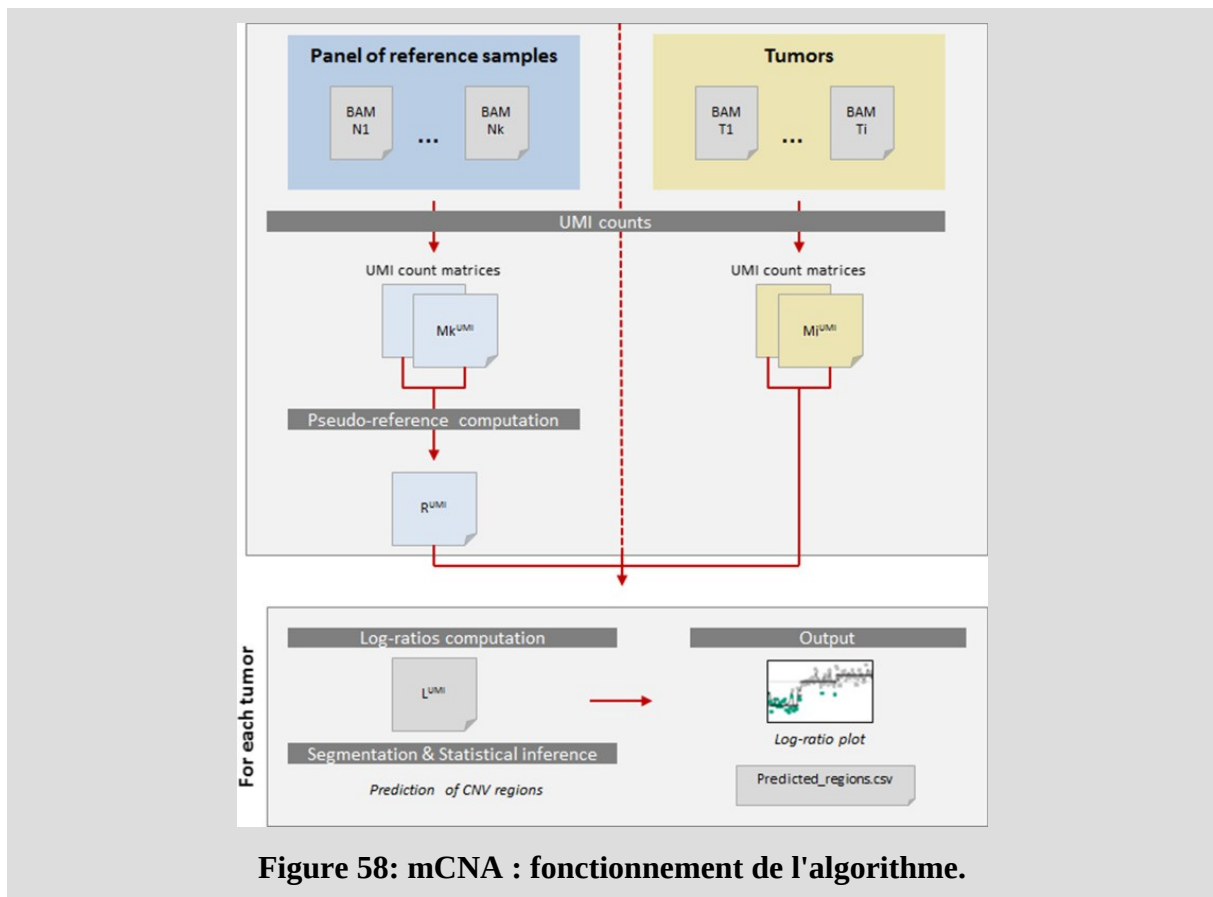 Panel of reference samples
Tumors
BAM
N1
...
BAM
Nk
BAM
T1
...
BAM
Ti
UMI counts
UMI count matrices
UMI count matrices
Mk^UMI
Mi^UMI
Pseudo-reference computation
R^UMI
For each tumor
Log-ratios computation
Output
L^UMI
Log-ratio plot
Segmentation & Statistical inference
Prediction of CNV regions
Predicted_regions.csv
Figure 58: mCNA : fonctionnement de l'algorithme.